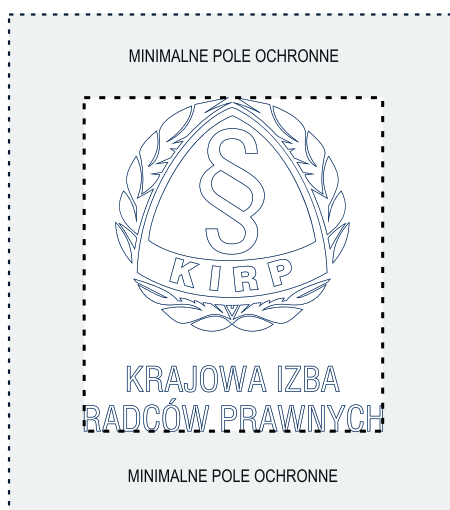 MINIMALNE POLE OCHRONNE
§
KIRP
KRAJOWA IZBA
RADCÓW PRAWNYCH
MINIMALNE POLE OCHRONNE